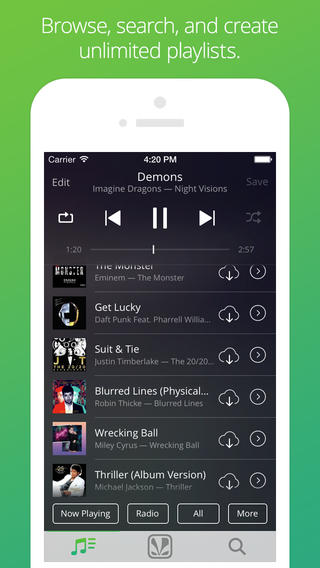 Browse, search, and create
unlimited playlists.
Carrier 4:20 PM
Edit Demons Save
Imagine Dragons — Night Visions
1:20 2:57
The Monster
Eminem — The Monster
Get Lucky
Daft Punk Feat. Pharrell Willia...
Suit & Tie
Justin Timberlake — The 20/20...
Blurred Lines (Physical...
Robin Thicke — Blurred Lines
Wrecking Ball
Miley Cyrus — Wrecking Ball
Thriller (Album Version)
Michael Jackson — Thriller
Now Playing Radio All More